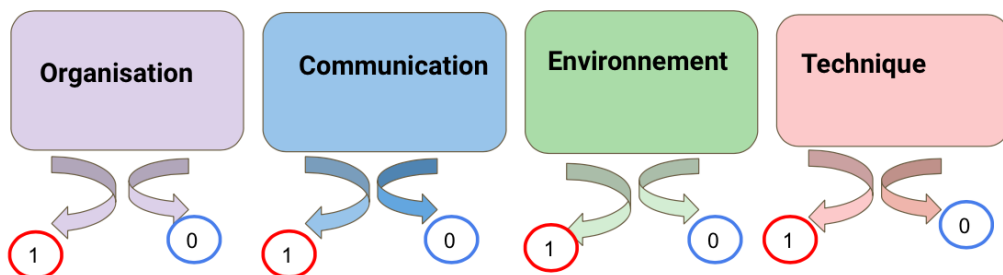 Organisation
Communication
Environnement
Technique
1
0
1
0
1
0
1
0